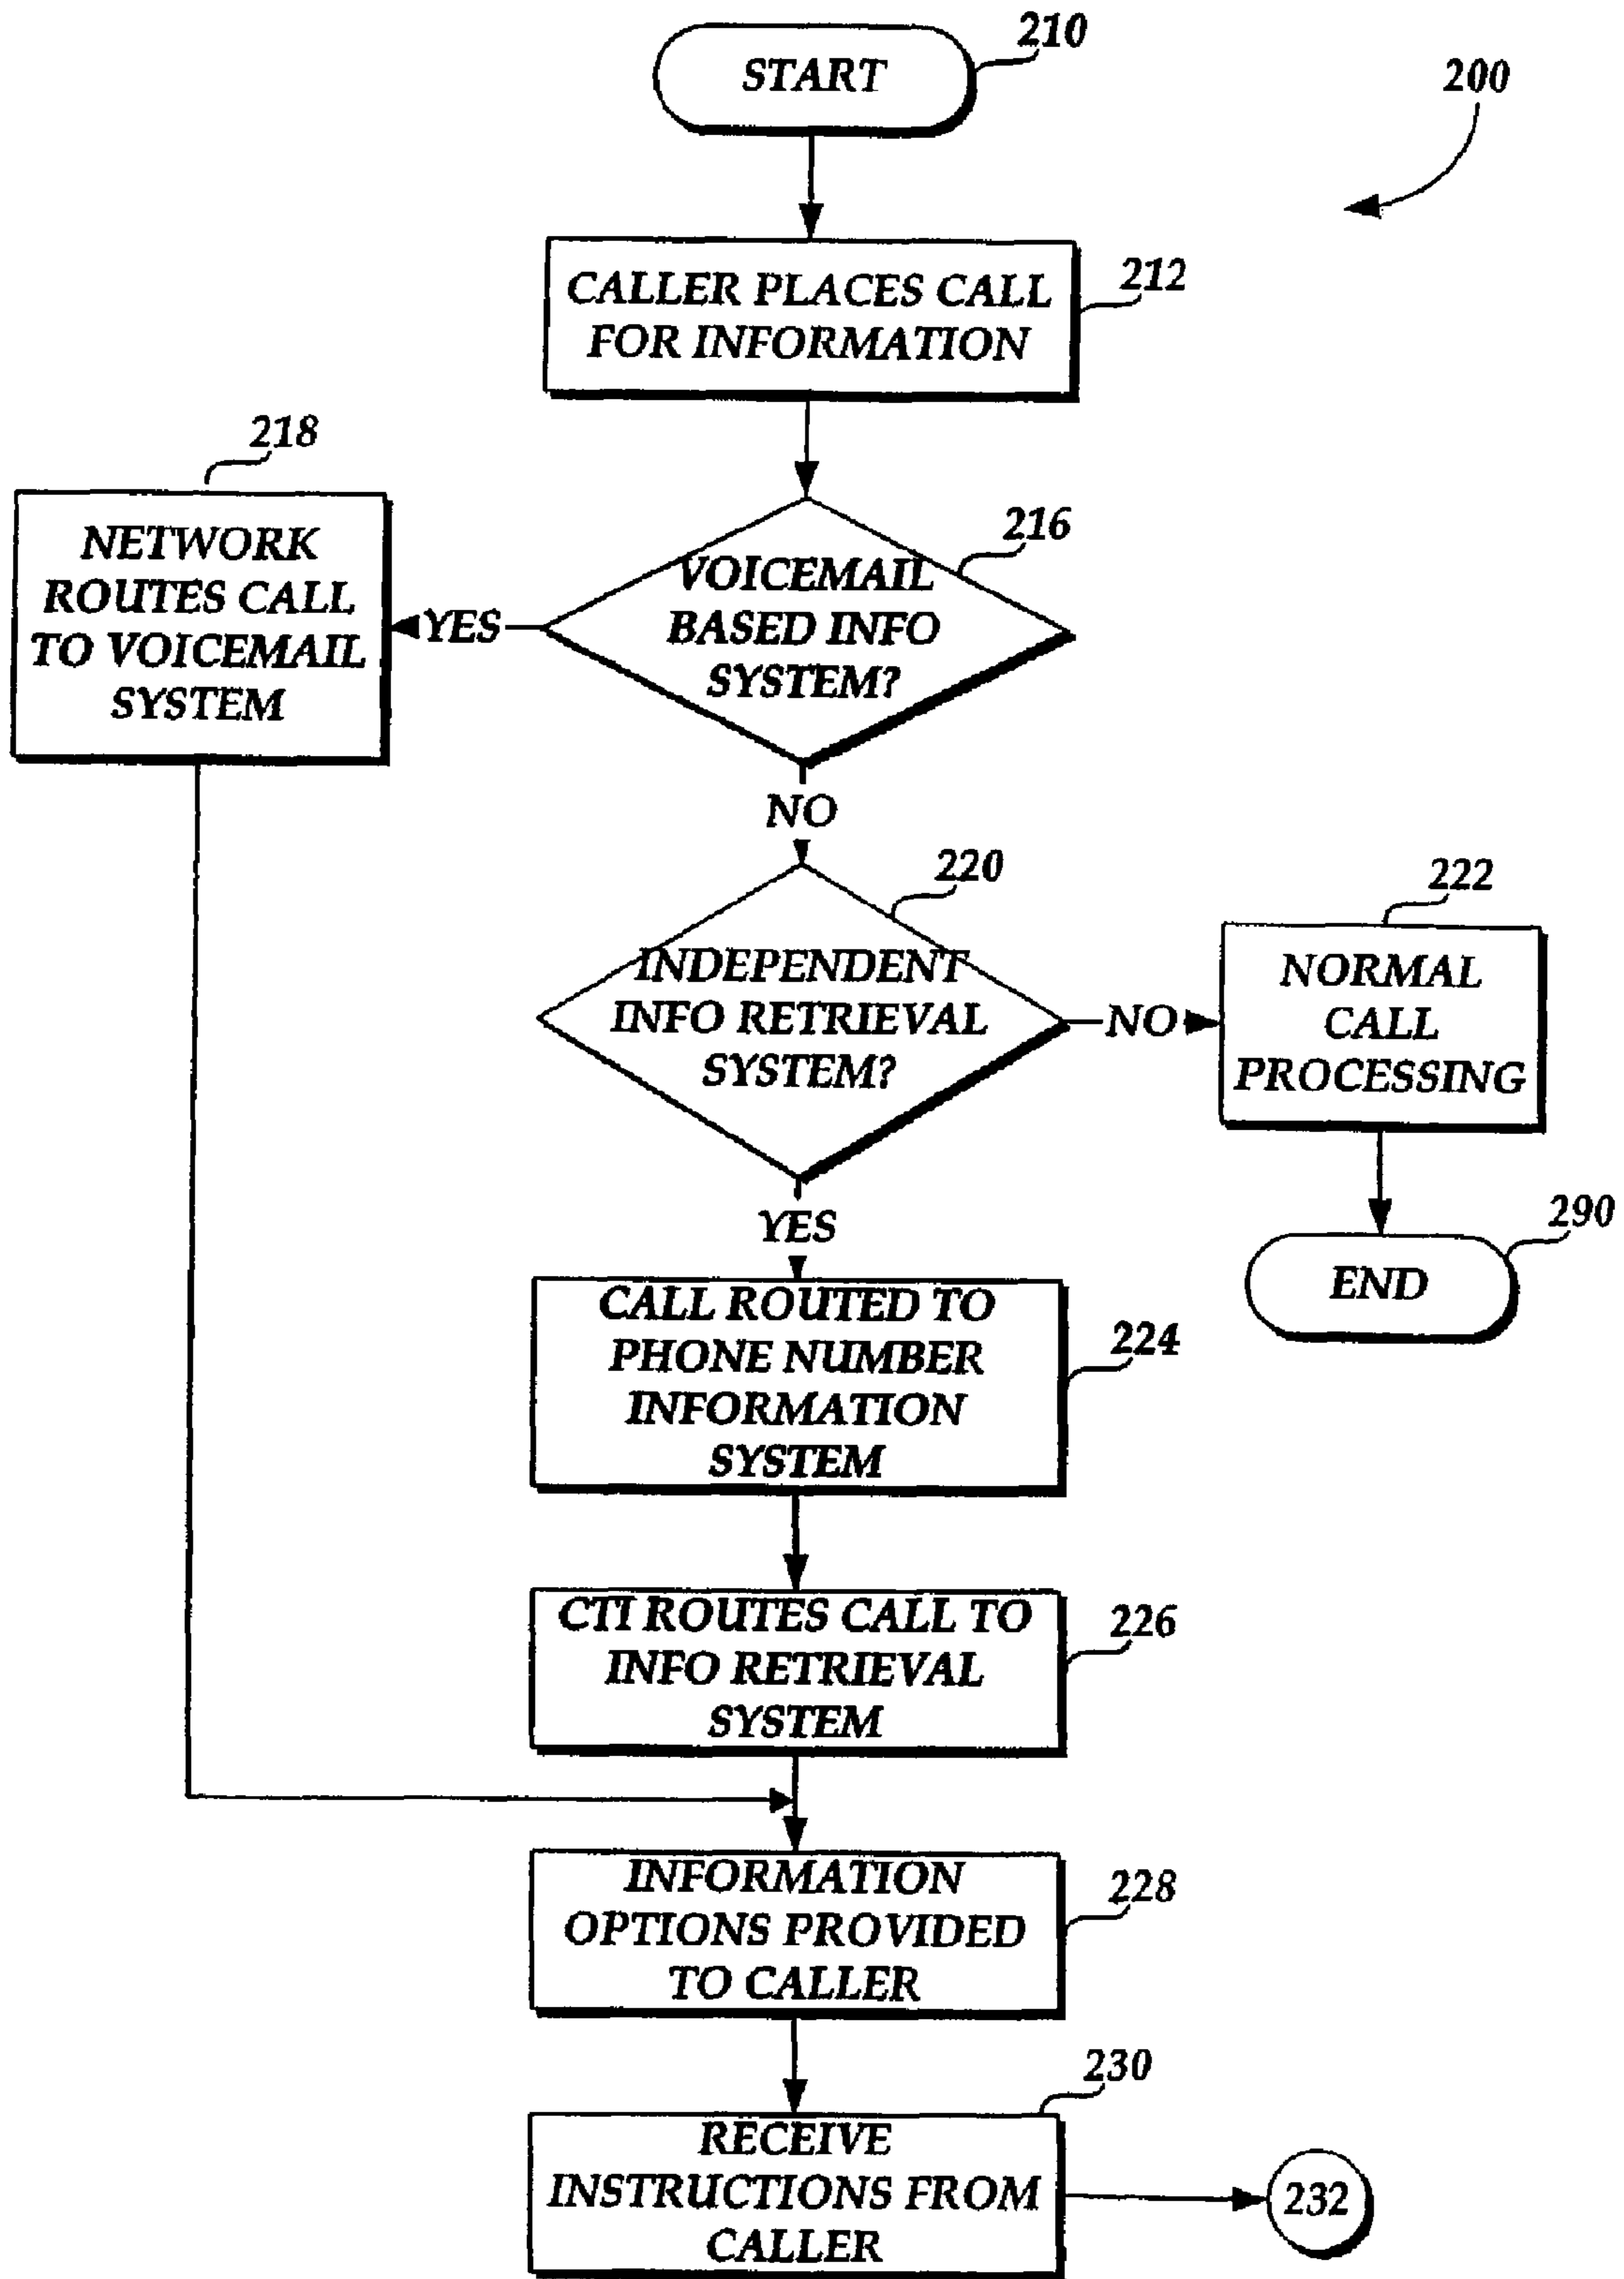 210
START
200
212
CALLER PLACES CALL
FOR INFORMATION
218
NETWORK
ROUTES CALL
TO VOICEMAIL
SYSTEM
216
VOICEMAIL
BASED INFO
SYSTEM?
YES
NO
220
INDEPENDENT
INFO RETRIEVAL
SYSTEM?
NO
222
NORMAL
CALL
PROCESSING
290
END
YES
224
CALL ROUTED TO
PHONE NUMBER
INFORMATION
SYSTEM
226
CTI ROUTES CALL TO
INFO RETRIEVAL
SYSTEM
228
INFORMATION
OPTIONS PROVIDED
TO CALLER
230
RECEIVE
INSTRUCTIONS FROM
CALLER
232